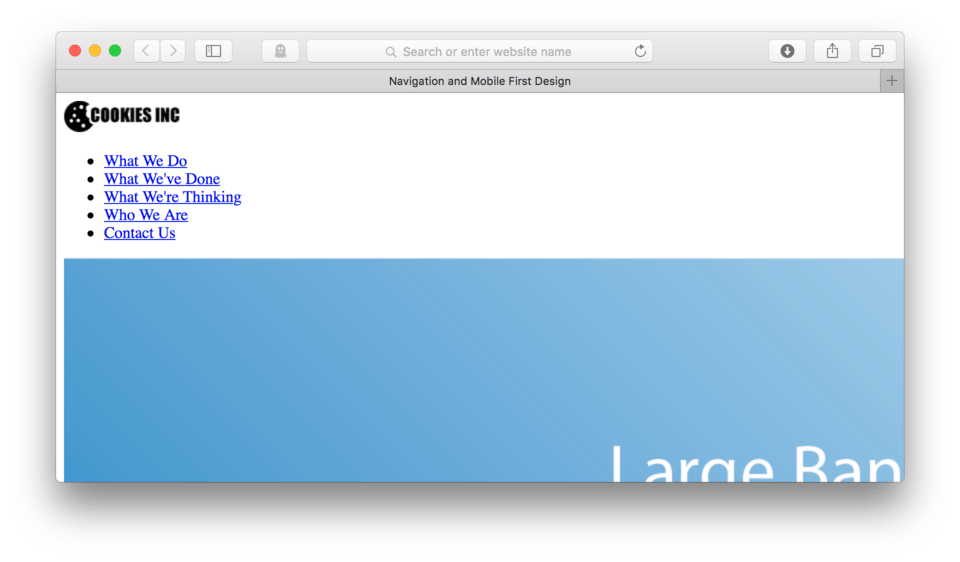 Search or enter website name
Navigation and Mobile First Design
COOKIES INC
What We Do
What We've Done
What We're Thinking
Who We Are
Contact Us
Large Ban